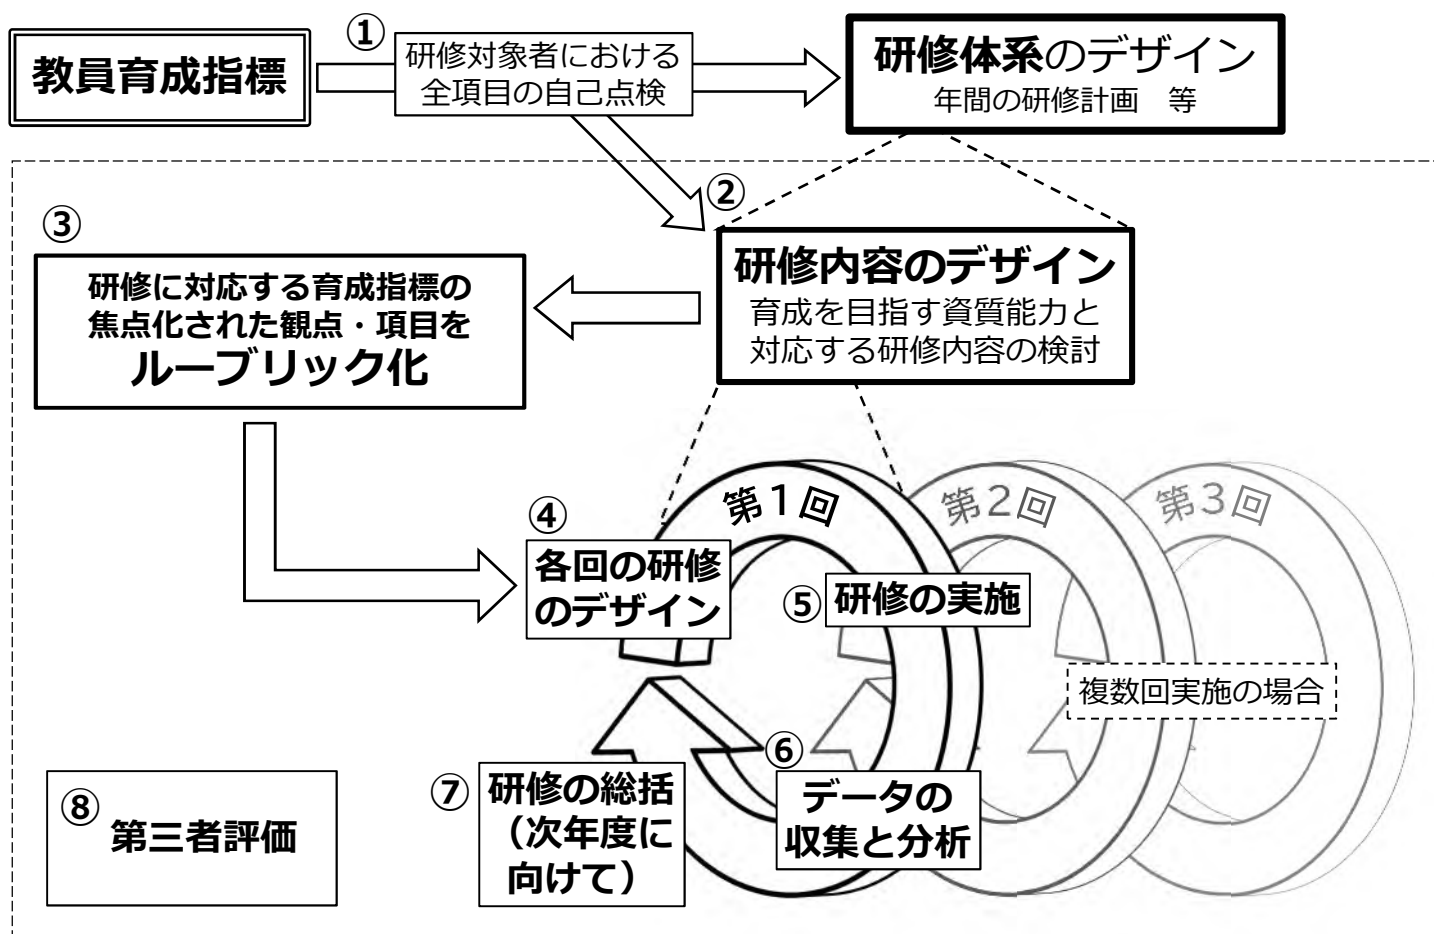 教員育成指標
①
研修対象者における
全項目の自己点検
研修体系のデザイン
年間の研修計画　等
②
研修内容のデザイン
育成を目指す資質能力と
対応する研修内容の検討
③
研修に対応する育成指標の
焦点化された観点・項目を
ルーブリック化
第1回
第2回
第3回
④
各回の研修
のデザイン
⑤
研修の実施
複数回実施の場合
⑥
データの
収集と分析
⑦
研修の総括
（次年度に
向けて）
⑧
第三者評価